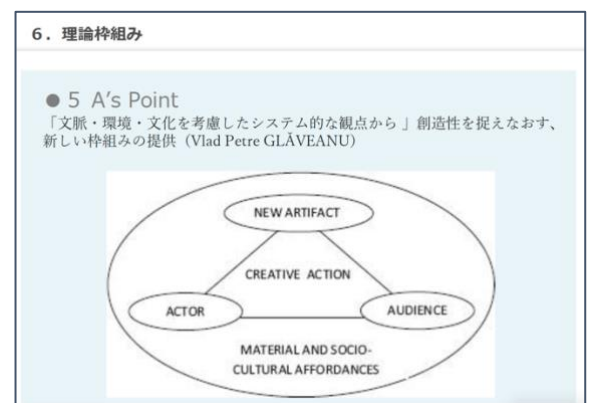 ６．理論枠組み
● 5 A’s Point
「文脈・環境・文化を考慮したシステム的な観点から 」創造性を捉えなおす、
新しい枠組みの提供（Vlad Petre GLĂVEANU）
NEW ARTIFACT
CREATIVE ACTION
ACTOR
AUDIENCE
MATERIAL AND SOCIO-
CULTURAL AFFORDANCES